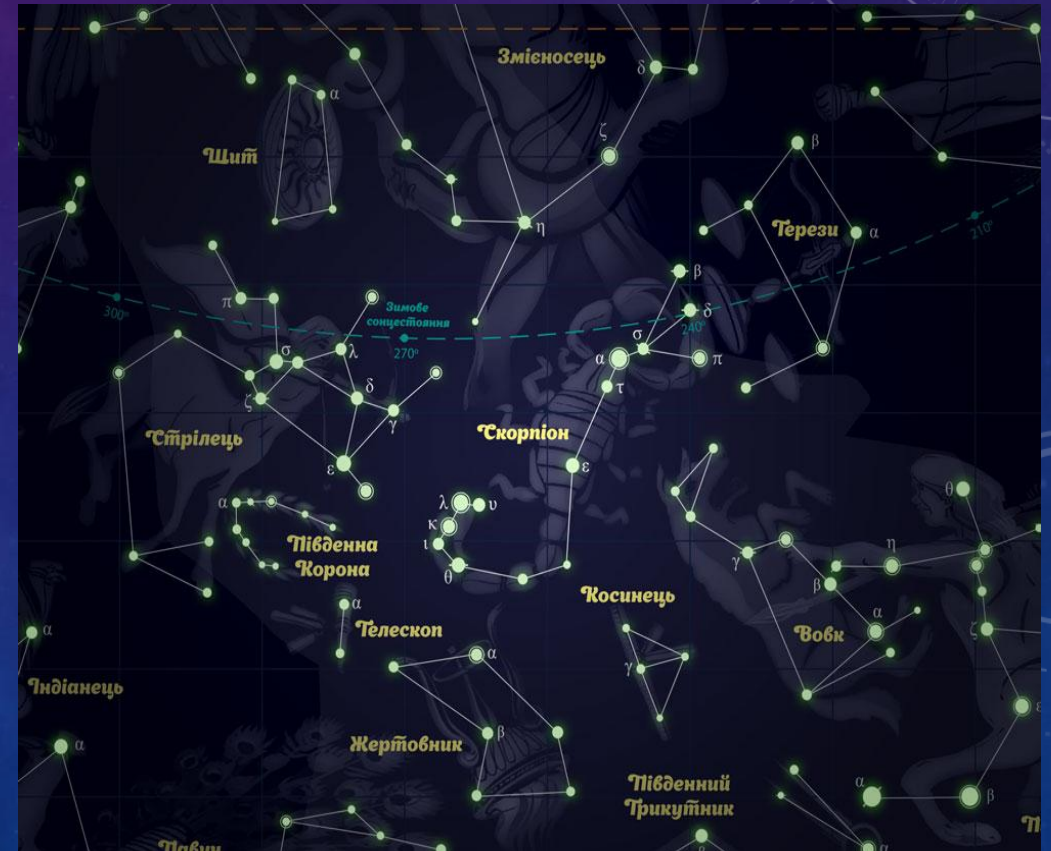 Змієносець
δ
α
ζ
β
Щит
Терези
α
η
210°
β
π
300°
Зимове
сонцестояння
δ
240°
270°
σ
λ
σ
α
π
δ
τ
ζ
γ
Скорпіон
Стрілець
ε
ε
α
λ
υ
θ
κ
ι
Південна
Корона
η
γ
θ
β
Косинець
α
α
Телескоп
Вовк
ζ
α
α
γ
Індіанець
ε
β
Жертовник
α
Південний
Трикутник
α
β
Павич
α